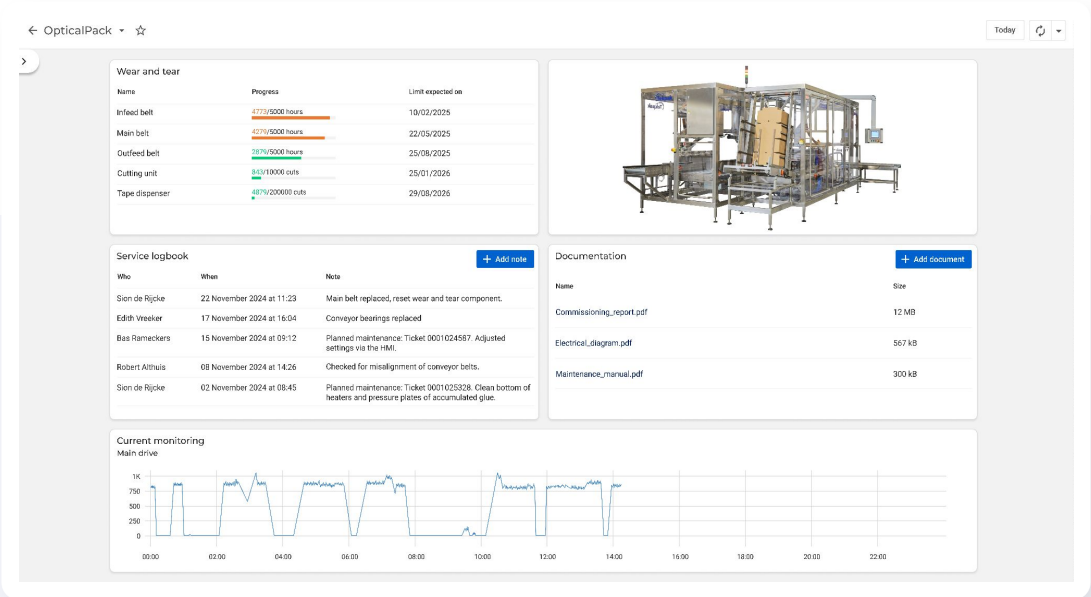 OpticalPack
Today
Wear and tear
Name Progress Limit expected on
Infeed belt 4773/5000 hours 10/02/2025
Main belt 4279/5000 hours 22/05/2025
Outfeed belt 2879/5000 hours 25/08/2025
Cutting unit 843/10000 cuts 25/01/2026
Tape dispenser 4879/200000 cuts 29/08/2026
Service logbook
Add note
Who When Note
Sion de Rijcke 22 November 2024 at 11:23 Main belt replaced, reset wear and tear component.
Edith Vreeker 17 November 2024 at 16:04 Conveyor bearings replaced
Bas Rameckers 15 November 2024 at 09:12 Planned maintenance: Ticket 0001024587. Adjusted
settings via the HMI.
Robert Althuis 08 November 2024 at 14:26 Checked for misalignment of conveyor belts.
Sion de Rijcke 02 November 2024 at 08:45 Planned maintenance: Ticket 0001025328. Clean bottom of
heaters and pressure plates of accumulated glue.
Documentation
Add document
Name Size
Commissioning_report.pdf 12 MB
Electrical_diagram.pdf 567 kB
Maintenance_manual.pdf 300 kB
Current monitoring
Main drive
1K
750
500
250
0
00:00 02:00 04:00 06:00 08:00 10:00 12:00 14:00 16:00 18:00 20:00 22:00